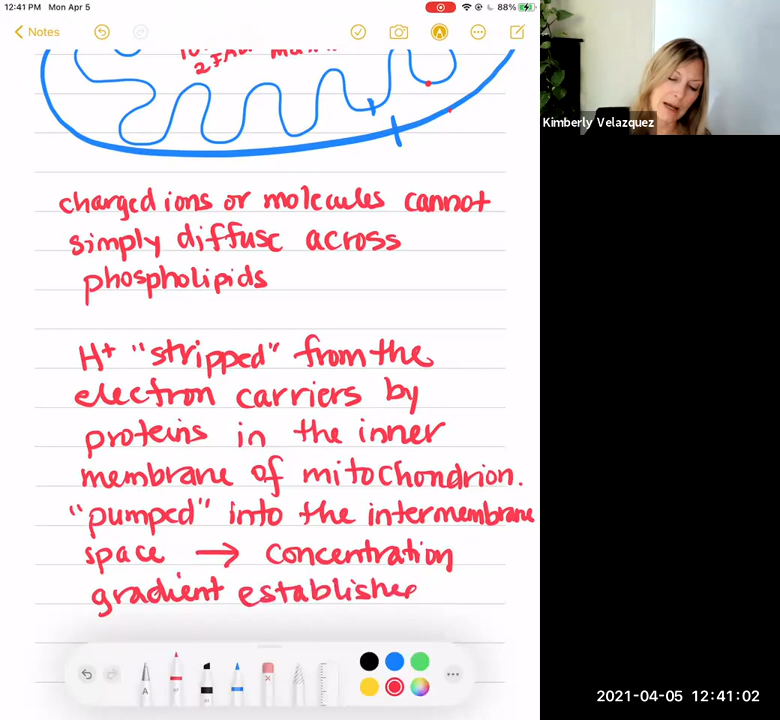 12:41 PM Mon Apr 5
88%
Notes
charged ions or molecules cannot
simply diffuse across
phospholipids
H+ "stripped" from the
electron carriers by
proteins in the inner
membrane of mitochondrion.
"pumped" into the intermembrane
space → concentration
gradient establishe
A
Kimberly Velazquez
2021-04-05 12:41:02